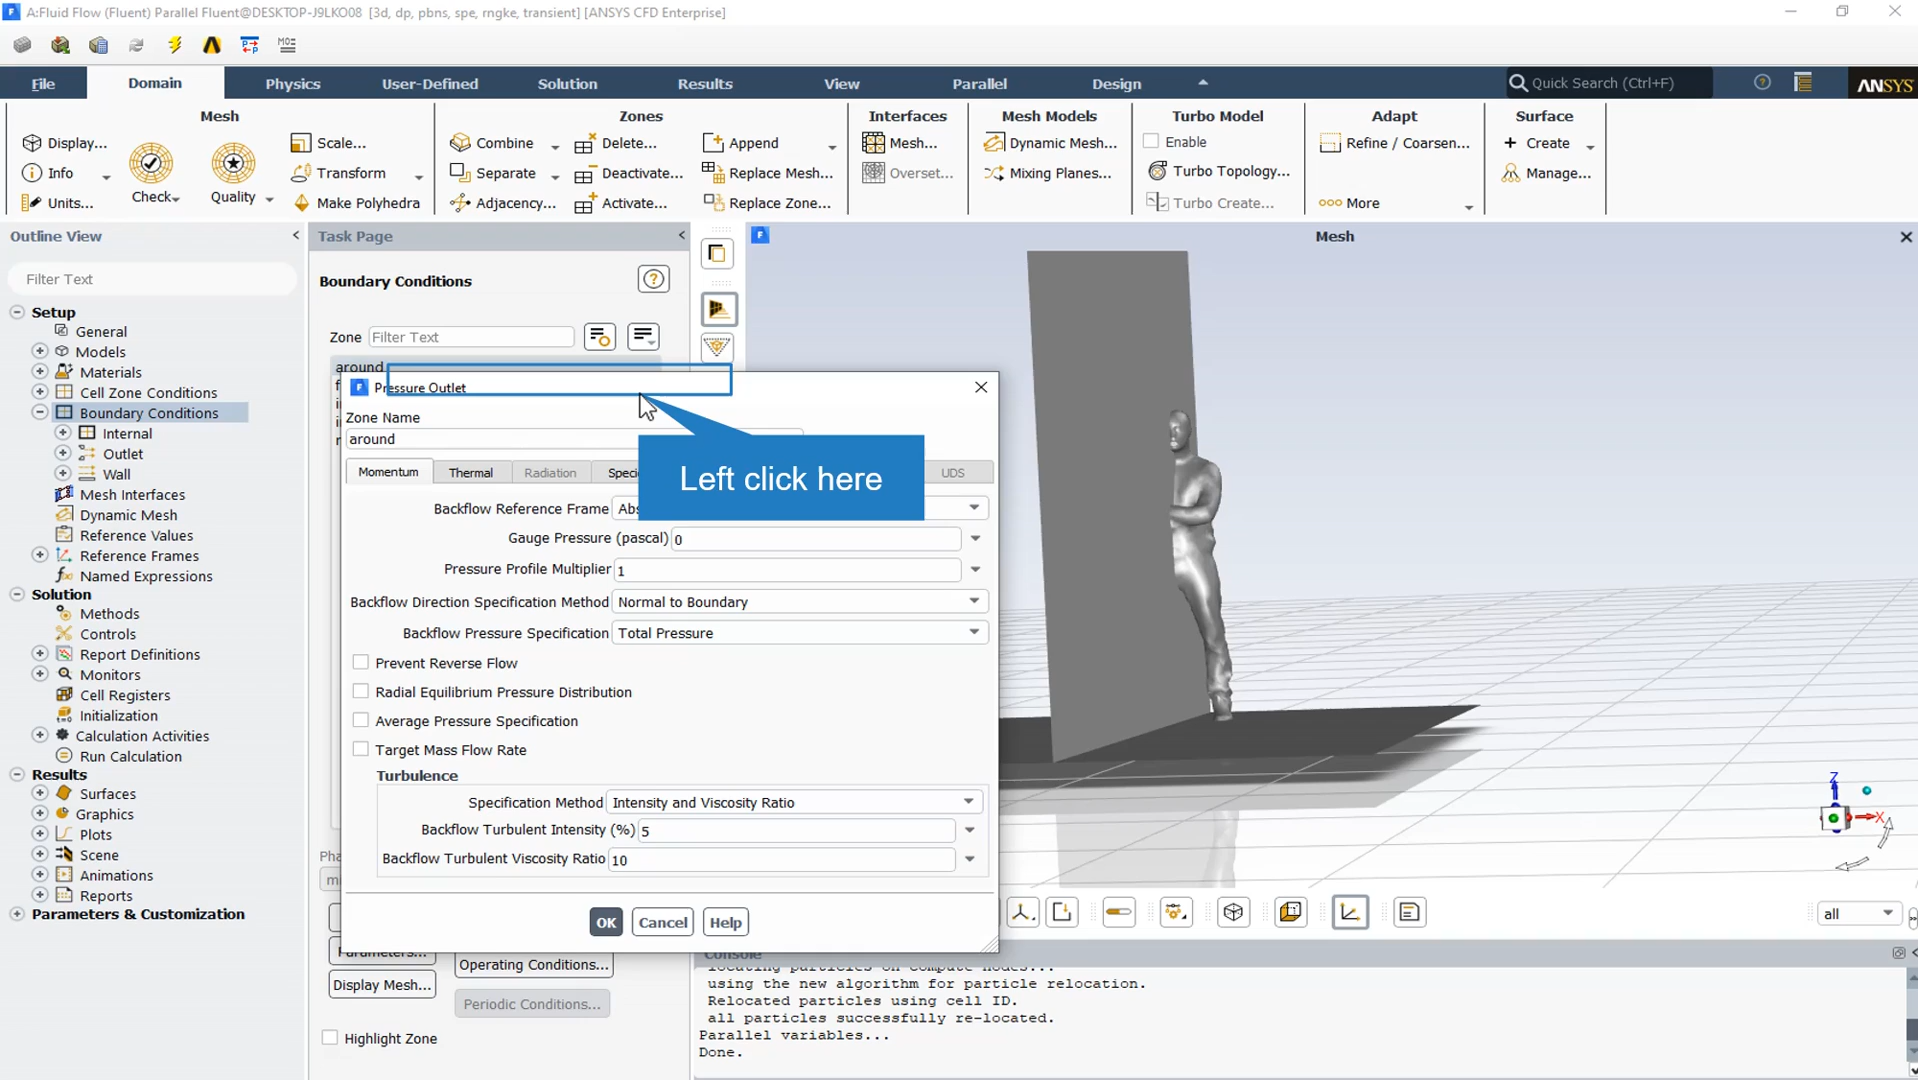 A:Fluid Flow (Fluent) Parallel Fluent@DESKTOP-J9LKO08 [3d, dp, pbns, spe, rngke, transient] [ANSYS CFD Enterprise]
File Domain Physics User-Defined Solution Results View Parallel Design Quick Search (Ctrl+F) ANSYS
Mesh Zones Interfaces Mesh Models Turbo Model Adapt Surface
Display... Scale... Combine Delete... Append Mesh... Dynamic Mesh... Enable Refine / Coarsen... Create
Info Transform Separate Deactivate... Replace Mesh... Overset... Mixing Planes... Turbo Topology... Manage...
Units... Check Quality Make Polyhedra Adjacency... Activate... Replace Zone... Turbo Create... More
Outline View
Filter Text
Setup
General
Models
Materials
Cell Zone Conditions
Boundary Conditions
Internal
Outlet
Wall
Mesh Interfaces
Dynamic Mesh
Reference Values
Reference Frames
Named Expressions
Solution
Methods
Controls
Report Definitions
Monitors
Cell Registers
Initialization
Calculation Activities
Run Calculation
Results
Surfaces
Graphics
Plots
Scene
Animations
Reports
Parameters & Customization
Task Page
Boundary Conditions
Zone Filter Text
around
Pressure Outlet
Zone Name
around
Momentum Thermal Radiation UDS
Left click here
Backflow Reference Frame
Gauge Pressure (pascal) 0
Pressure Profile Multiplier 1
Backflow Direction Specification Method Normal to Boundary
Backflow Pressure Specification Total Pressure
Prevent Reverse Flow
Radial Equilibrium Pressure Distribution
Average Pressure Specification
Target Mass Flow Rate
Turbulence
Specification Method Intensity and Viscosity Ratio
Backflow Turbulent Intensity (%) 5
Backflow Turbulent Viscosity Ratio 10
OK Cancel Help
Parameters... Operating Conditions...
Display Mesh... Periodic Conditions...
Highlight Zone
Mesh
Z
X
all
Console
locating particles on compute nodes...
using the new algorithm for particle relocation.
Relocated particles using cell ID.
all particles successfully re-located.
Parallel variables...
Done.